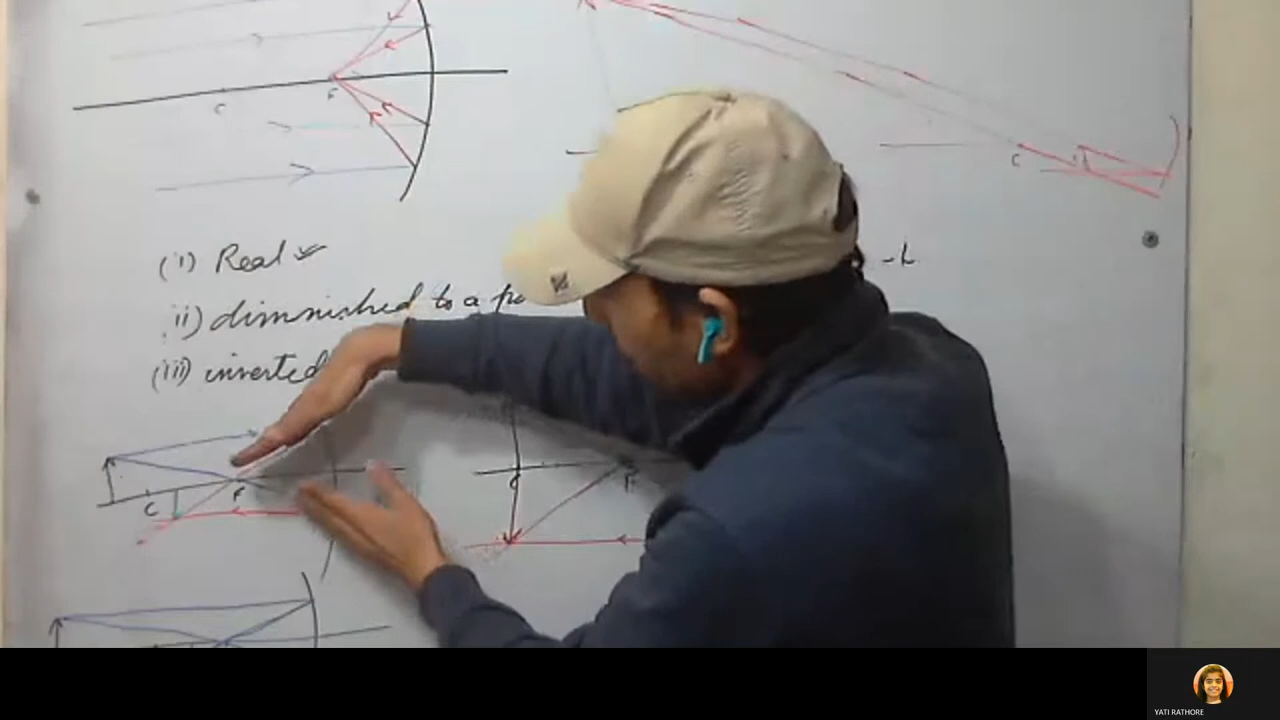 C
F
C
(i) Real
-L
ii) diminished to a
(iii) inverted
C
F
C
F
YATI RATHORE